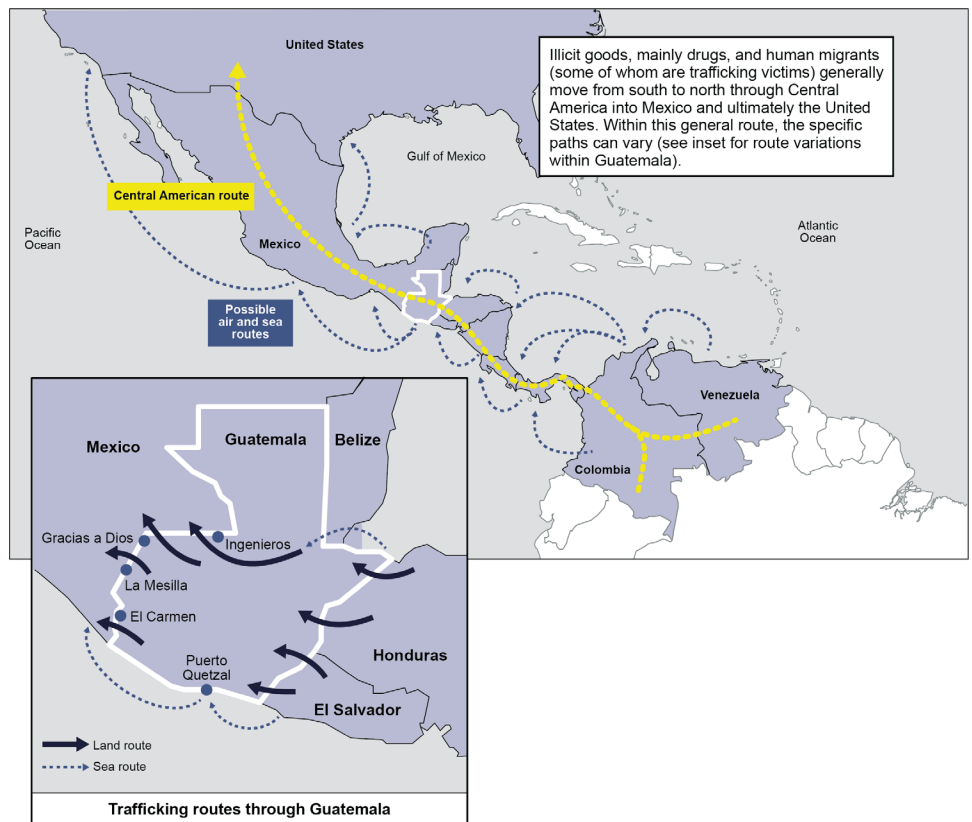 United States
Illicit goods, mainly drugs, and human migrants
(some of whom are trafficking victims) generally
move from south to north through Central
America into Mexico and ultimately the United
States. Within this general route, the specific
paths can vary (see inset for route variations
within Guatemala).
Gulf of Mexico
Central American route
Pacific
Ocean
Atlantic
Ocean
Mexico
Possible
air and sea
routes
Venezuela
Colombia
Mexico
Guatemala
Belize
Gracias a Dios
Ingenieros
La Mesilla
El Carmen
Puerto
Quetzal
Honduras
El Salvador
Land route
Sea route
Trafficking routes through Guatemala